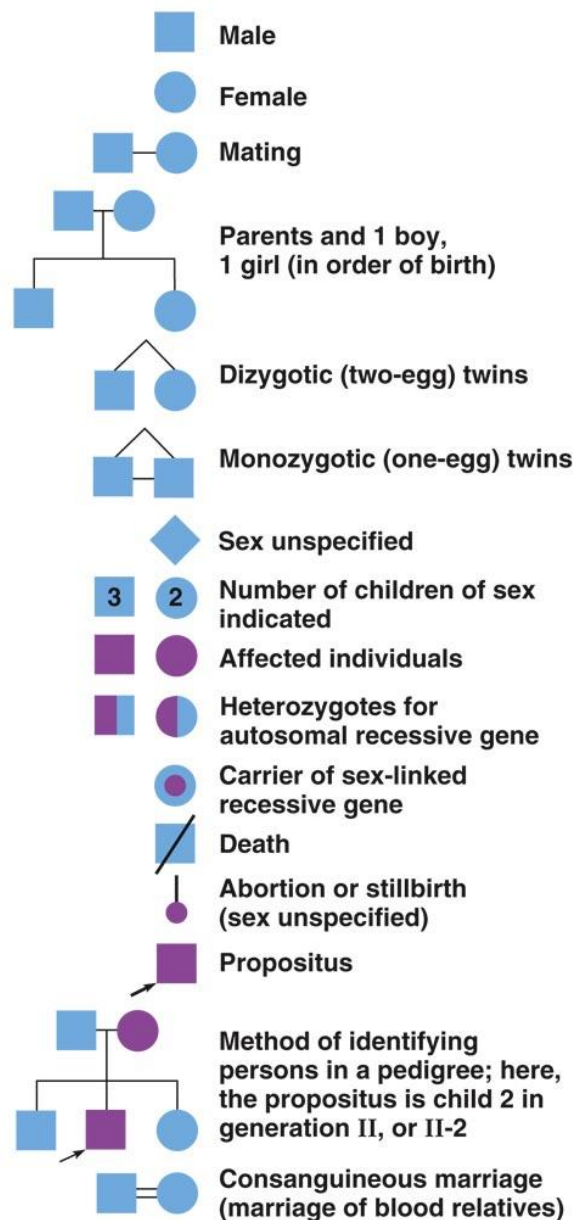 Male
Female
Mating
Parents and 1 boy,
1 girl (in order of birth)
Dizygotic (two-egg) twins
Monozygotic (one-egg) twins
Sex unspecified
3 2 Number of children of sex
indicated
Affected individuals
Heterozygotes for
autosomal recessive gene
Carrier of sex-linked
recessive gene
Death
Abortion or stillbirth
(sex unspecified)
Propositus
Method of identifying
persons in a pedigree; here,
the propositus is child 2 in
generation II, or II-2
Consanguineous marriage
(marriage of blood relatives)